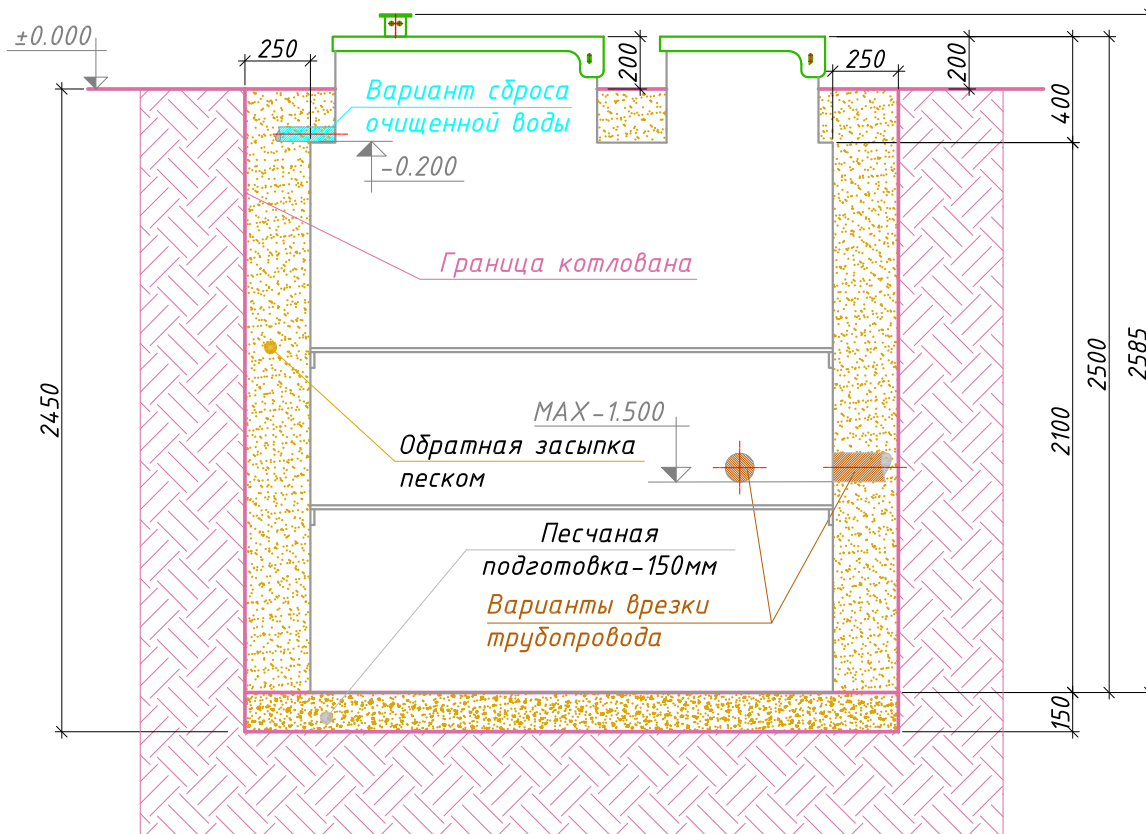 ±0.000
250
200
250
200
Вариант сброса
очищенной воды
400
-0.200
Граница котлована
2450
2500
2585
2100
MAX-1.500
Обратная засыпка
песком
Песчаная
подготовка-150мм
Варианты врезки
трубопровода
150